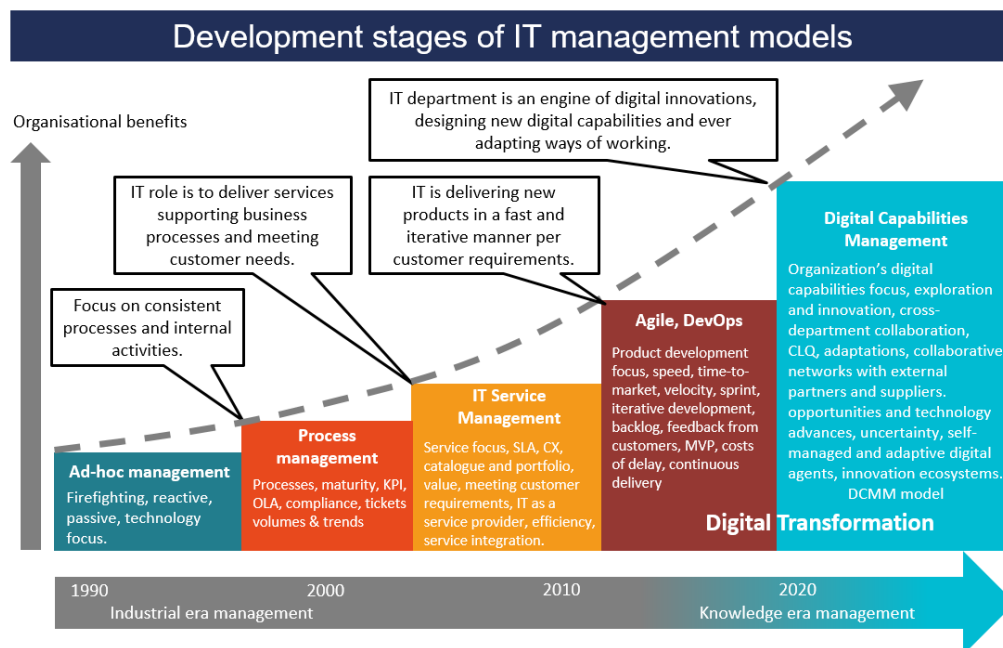 Development stages of IT management models
Organisational benefits
IT department is an engine of digital innovations,
designing new digital capabilities and ever
adapting ways of working.
IT role is to deliver services
supporting business
processes and meeting
customer needs.
IT is delivering new
products in a fast and
iterative manner per
customer requirements.
Focus on consistent
processes and internal
activities.
Ad-hoc management
Firefighting, reactive,
passive, technology
focus.
Process
management
Processes, maturity, KPI,
OLA, compliance, tickets
volumes & trends
IT Service
Management
Service focus, SLA, CX,
catalogue and portfolio,
value, meeting customer
requirements, IT as a
service provider, efficiency,
service integration.
Agile, DevOps
Product development
focus, speed, time-to-
market, velocity, sprint,
iterative development,
backlog, feedback from
customers, MVP, costs
of delay, continuous
delivery
Digital Capabilities
Management
Organization's digital
capabilities focus, exploration
and innovation, cross-
department collaboration,
CLQ, adaptations, collaborative
networks with external
partners and suppliers.
opportunities and technology
advances, uncertainty, self-
managed and adaptive digital
agents, innovation ecosystems.
DCMM model
Digital Transformation
1990 2000 2010 2020
Industrial era management Knowledge era management